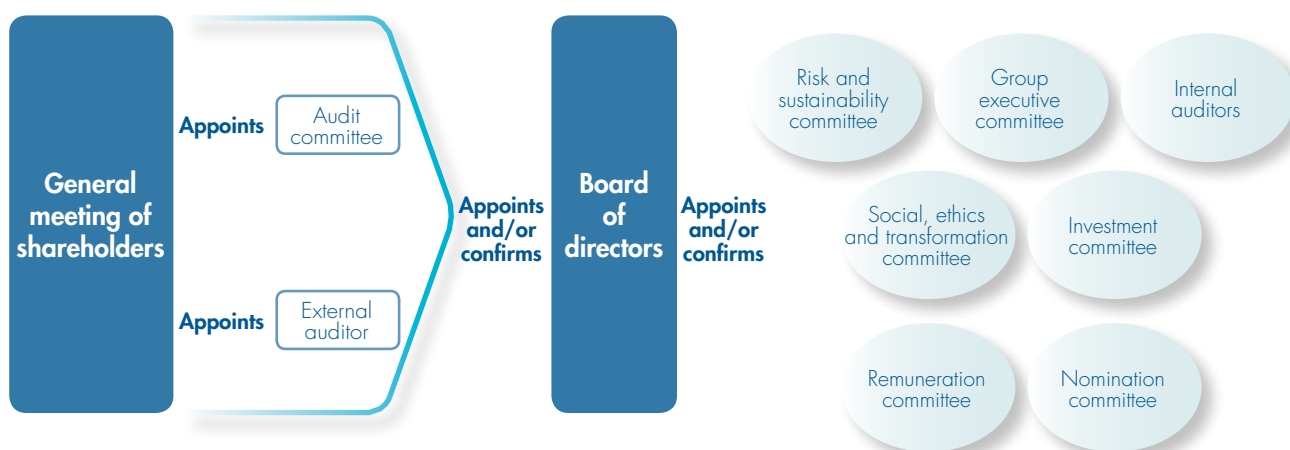 General
meeting of
shareholders
Appoints
Audit
committee
Appoints
External
auditor
Appoints
and/or
confirms
Board
of
directors
Appoints
and/or
confirms
Risk and
sustainability
committee
Group
executive
committee
Internal
auditors
Social, ethics
and transformation
committee
Investment
committee
Remuneration
committee
Nomination
committee